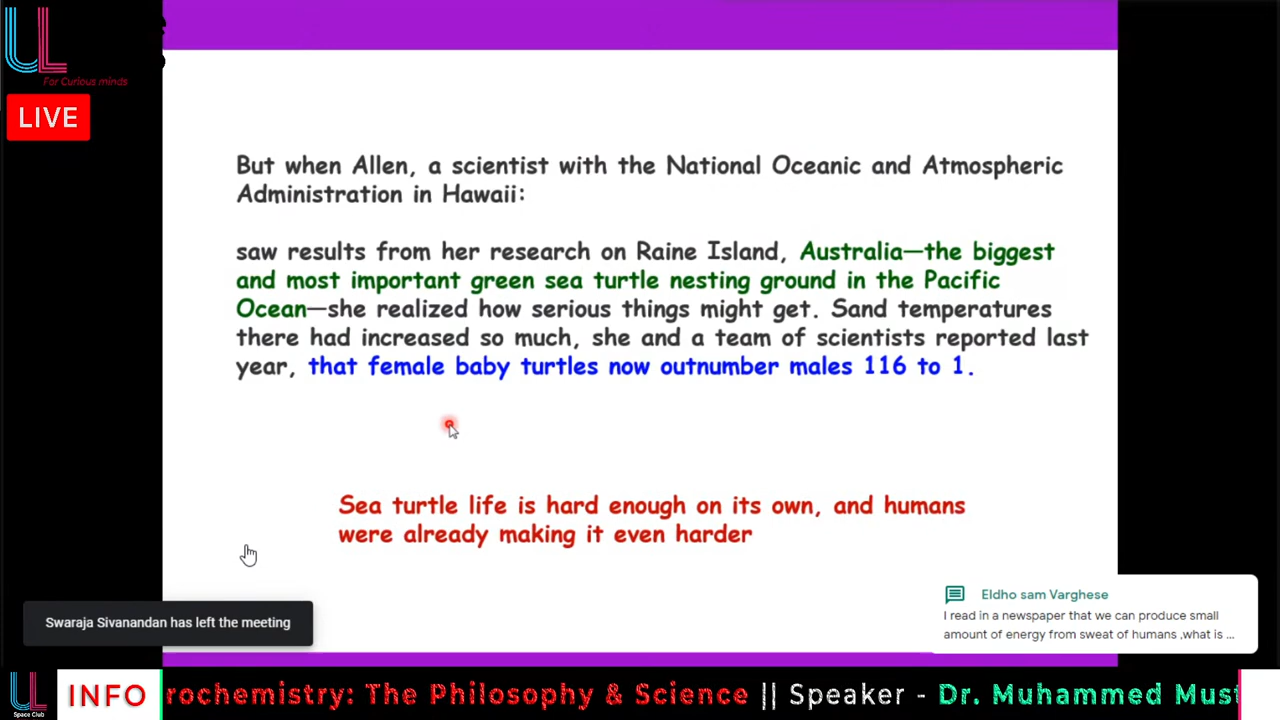 UL
For Curious minds
LIVE
But when Allen, a scientist with the National Oceanic and Atmospheric
Administration in Hawaii:
saw results from her research on Raine Island, Australia—the biggest
and most important green sea turtle nesting ground in the Pacific
Ocean—she realized how serious things might get. Sand temperatures
there had increased so much, she and a team of scientists reported last
year, that female baby turtles now outnumber males 116 to 1.
Sea turtle life is hard enough on its own, and humans
were already making it even harder
Swaraja Sivanandan has left the meeting
Eldho sam Varghese
I read in a newspaper that we can produce small
amount of energy from sweat of humans ,what is ...
UL
Space Club
INFO
rochemistry: The Philosophy & Science || Speaker - Dr. Muhammed Must